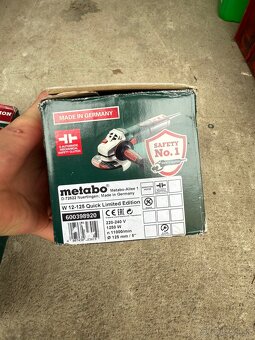 MADE IN GERMANY
SAFETY
No.1
metabo
Metabo-Allee 1
D-72622 Nuertingen, Made in Germany
W 12-125 Quick Limited Edition
600398920
220-240 V
1250 W
n 11000/min
Ø 125 mm / 5"